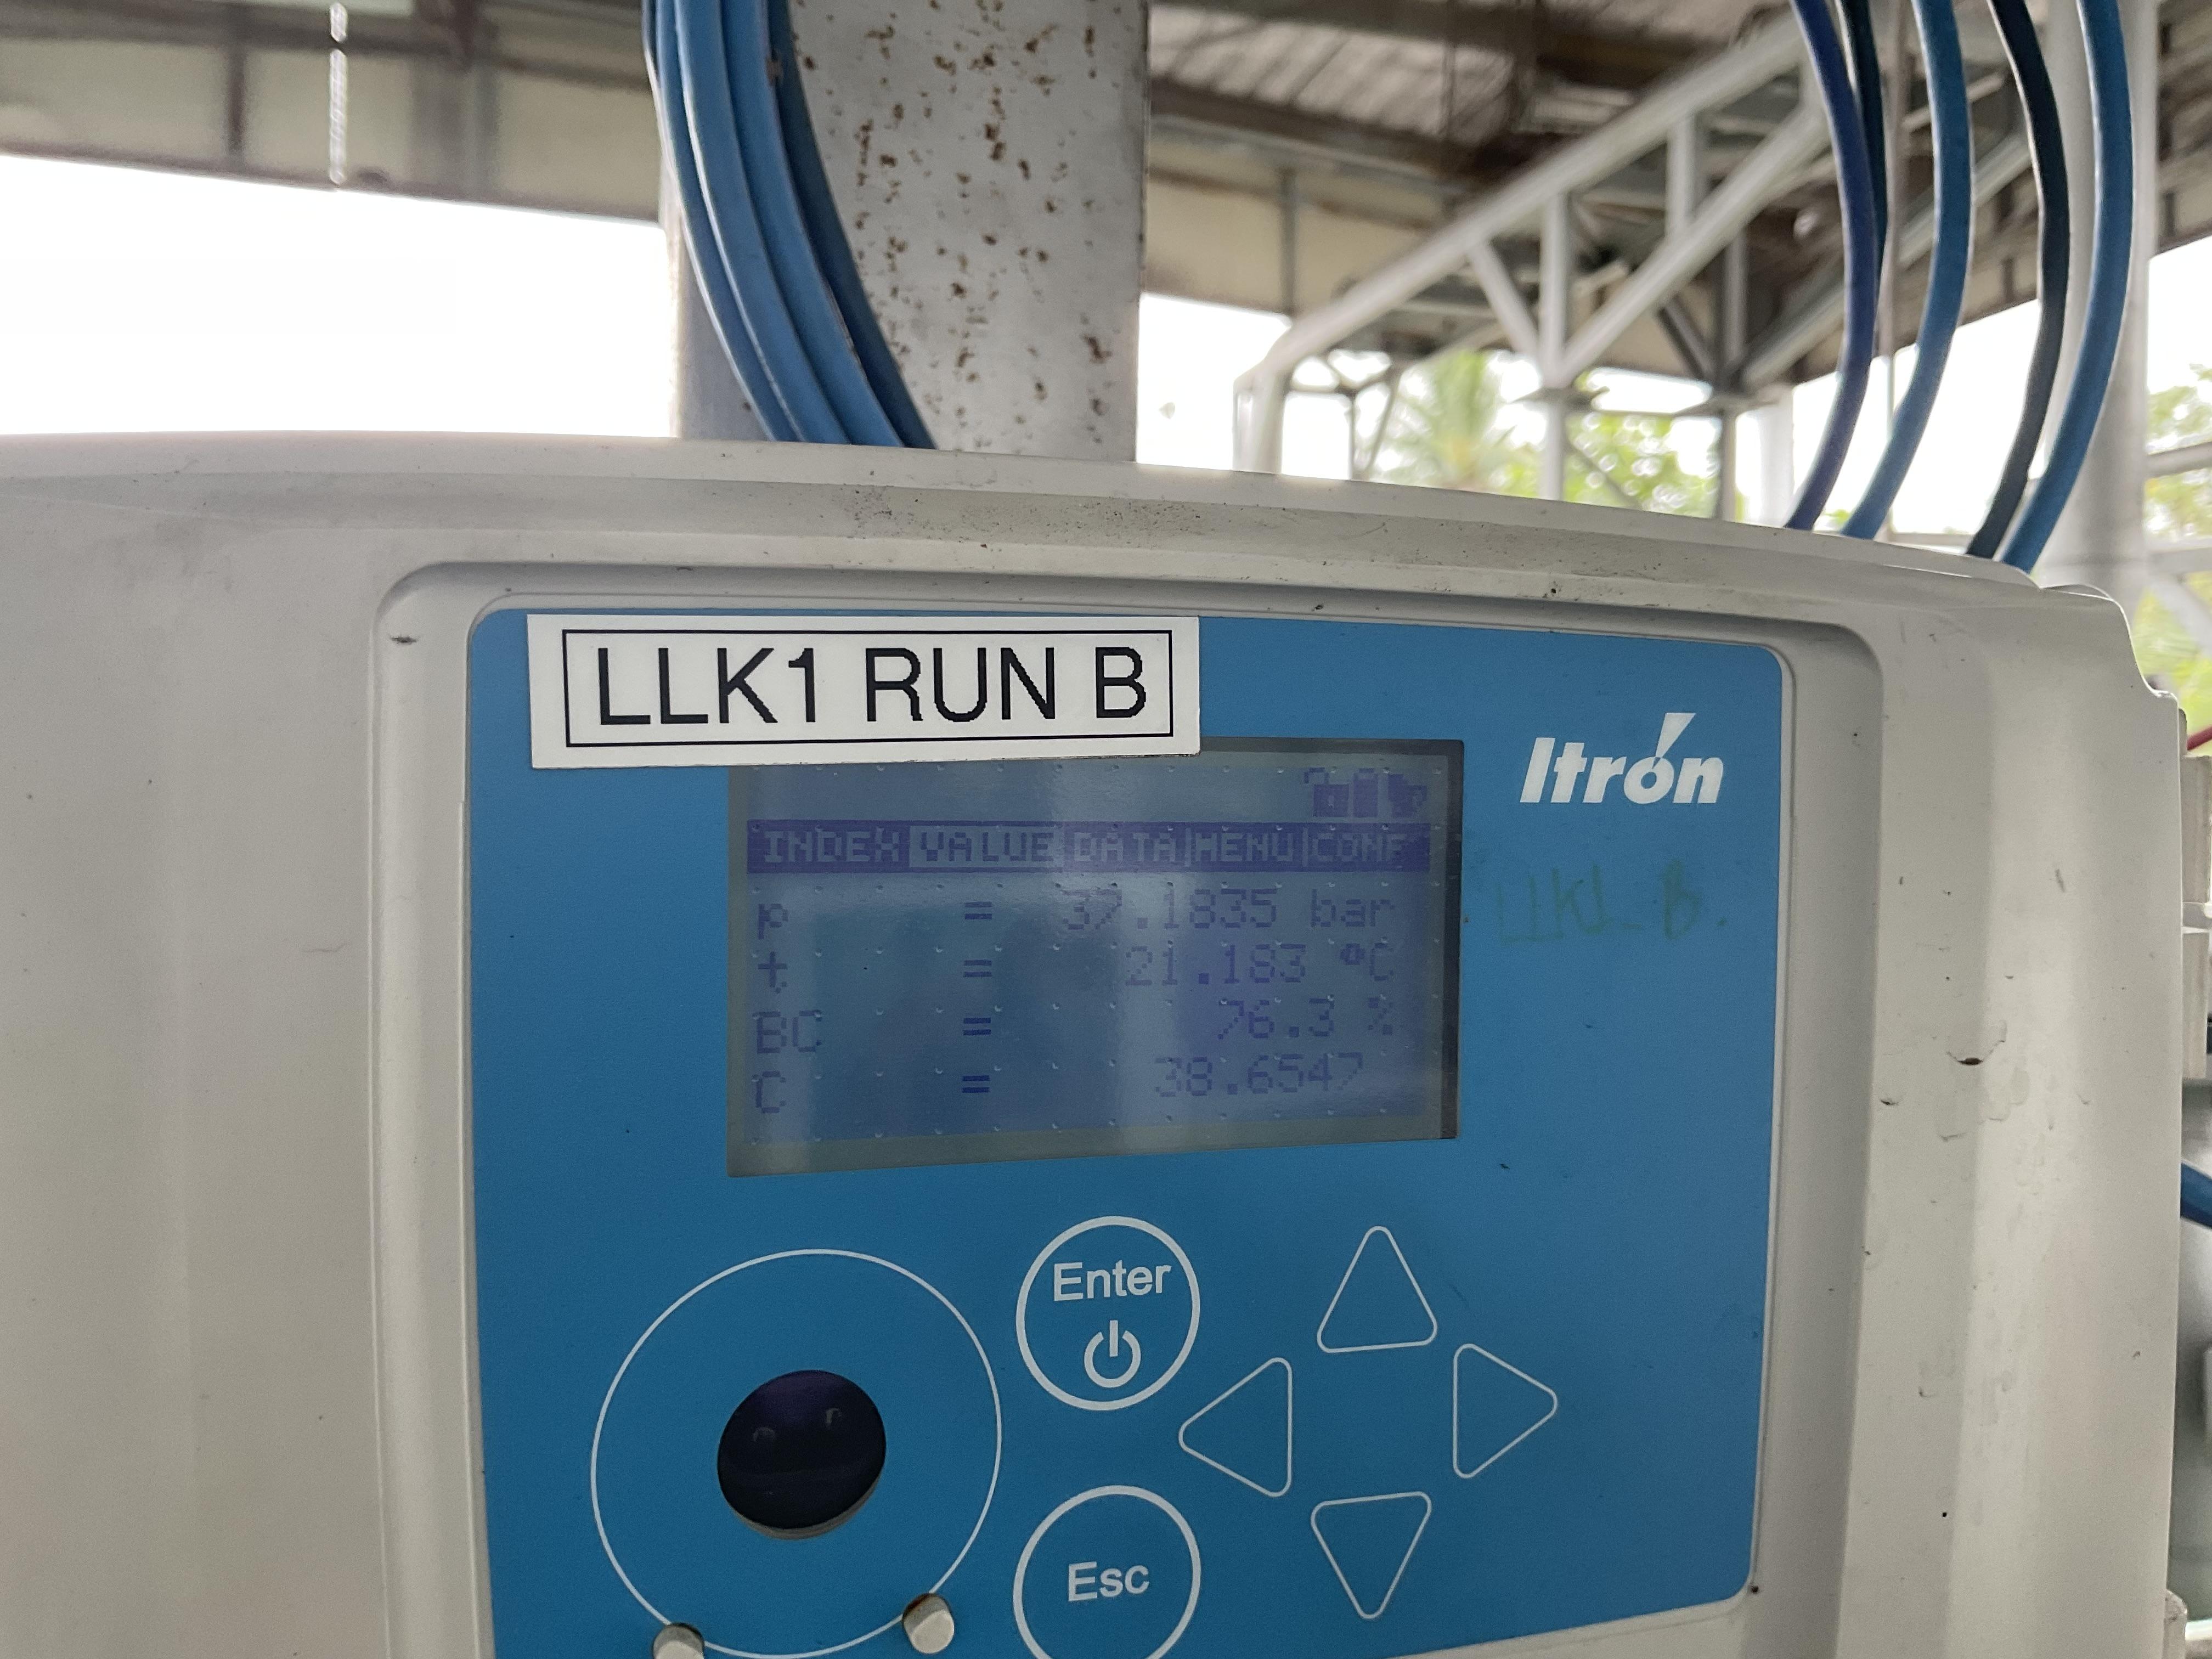 LLK1 RUN B
Itron
INDEX VALUE DATA|MENU|CONF
p = 37.1835 bar
t = 21.183 °C
BC = 76.3 %
C = 38.6547
LLK1 B.
Enter
Esc